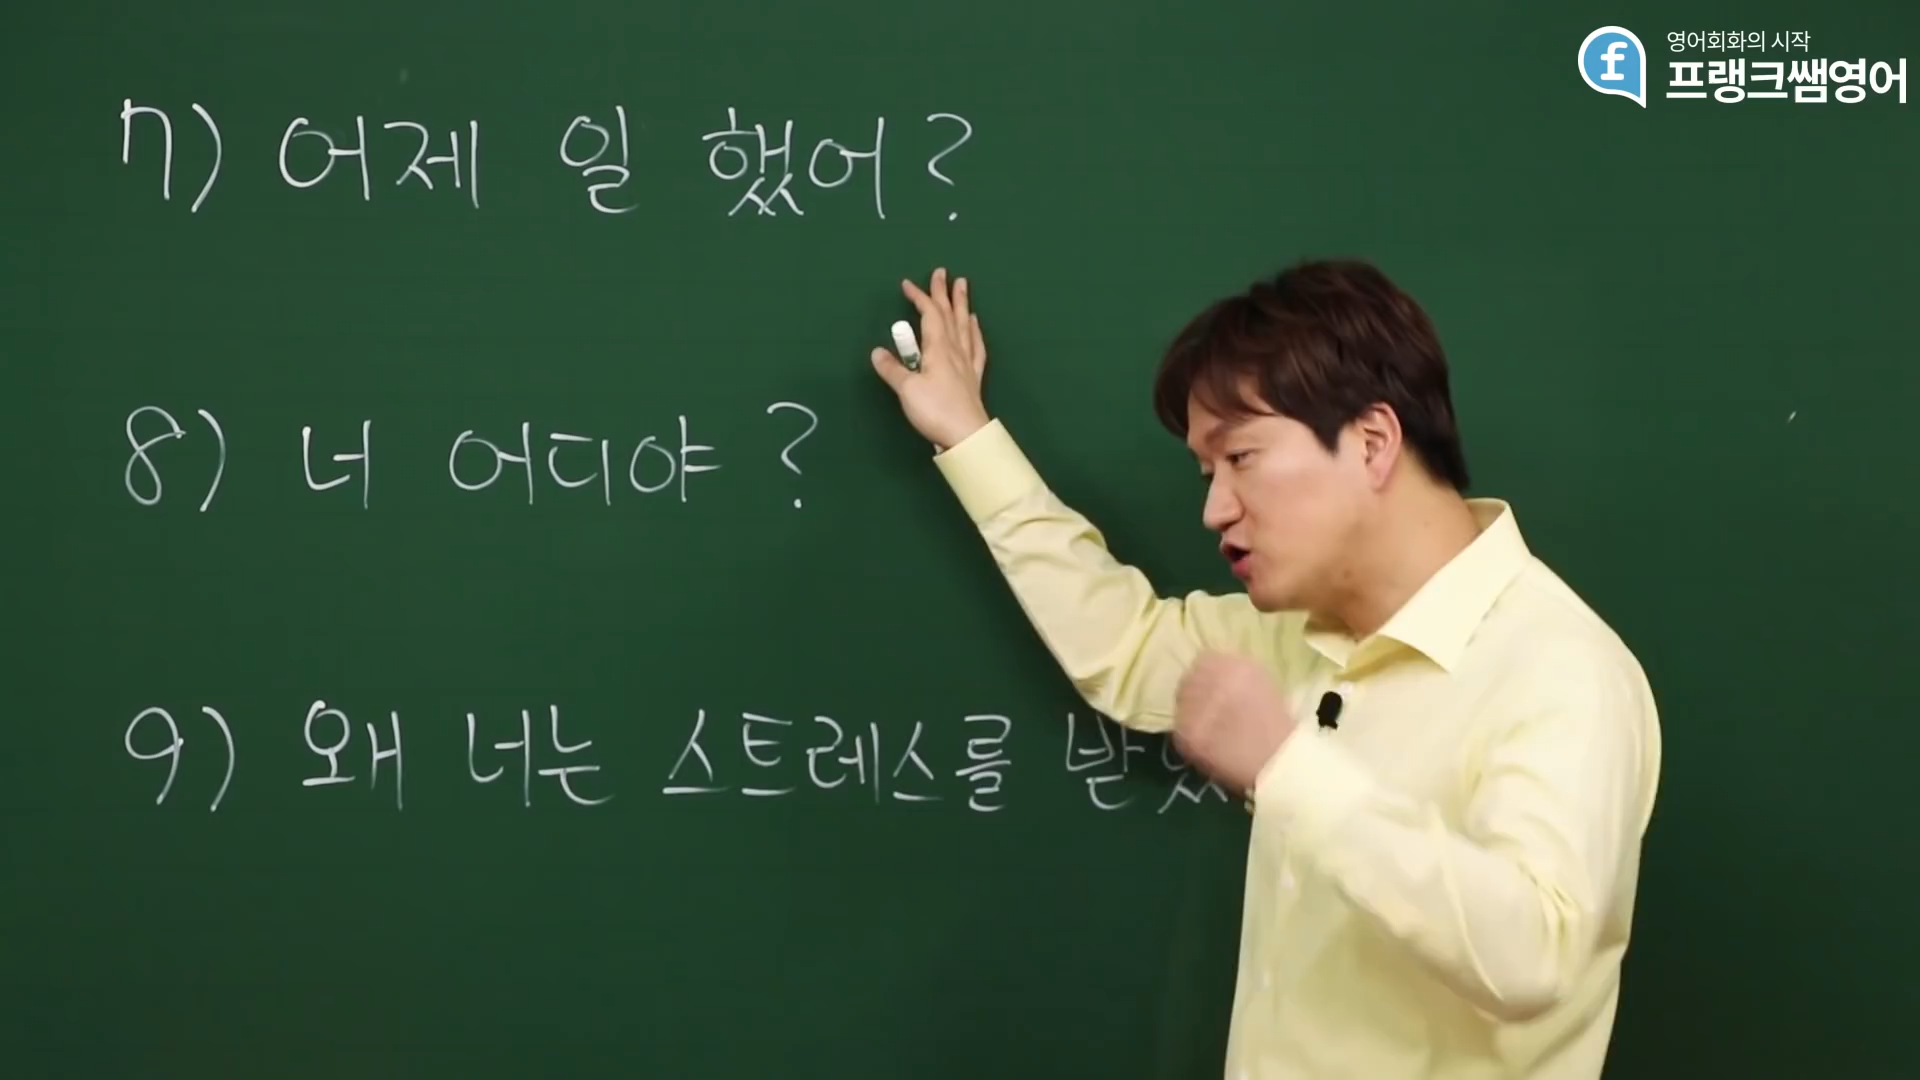 영어회화의 시작
프랭크쌤영어
7) 어제 일 했어?
8) 너 어디야?
9) 왜 너는 스트레스를